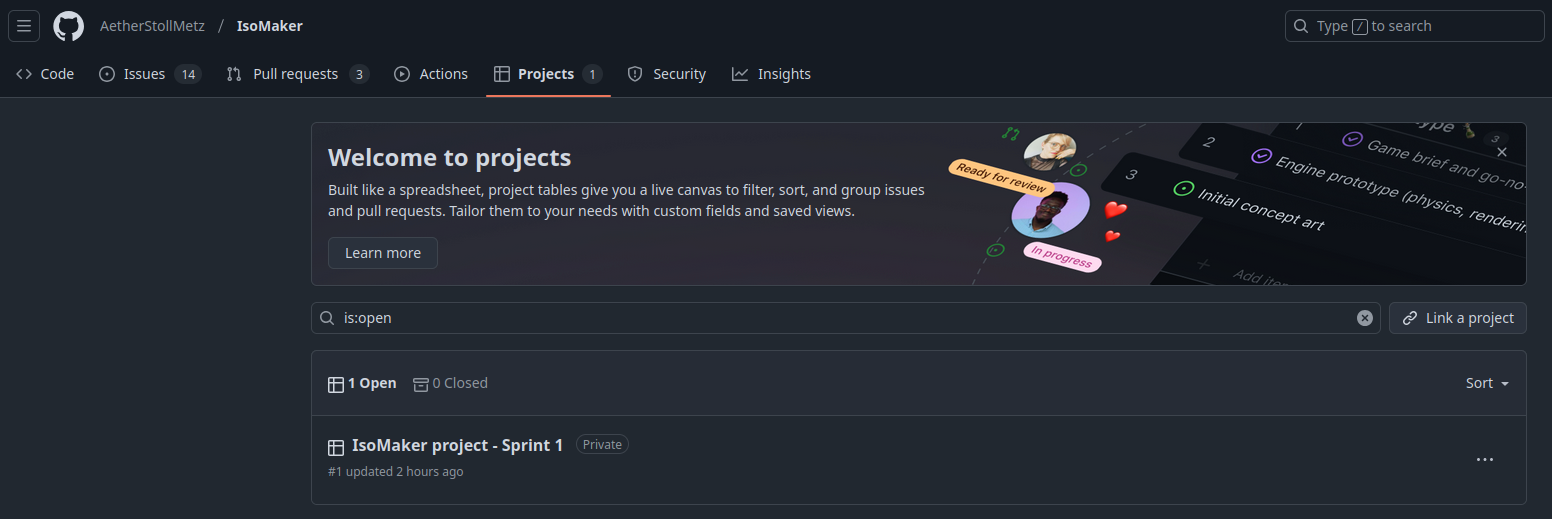 AetherStollMetz / IsoMaker
Type / to search
Code Issues 14 Pull requests 3 Actions Projects 1 Security Insights
Welcome to projects
Built like a spreadsheet, project tables give you a live canvas to filter, sort, and group issues
and pull requests. Tailor them to your needs with custom fields and saved views.
Learn more
Ready for review
In progress
1
2
3
3
Game brief and go-no-
Engine prototype (physics, renderin
Initial concept art
Add
is:open
Link a project
1 Open 0 Closed
Sort
IsoMaker project - Sprint 1 Private
#1 updated 2 hours ago